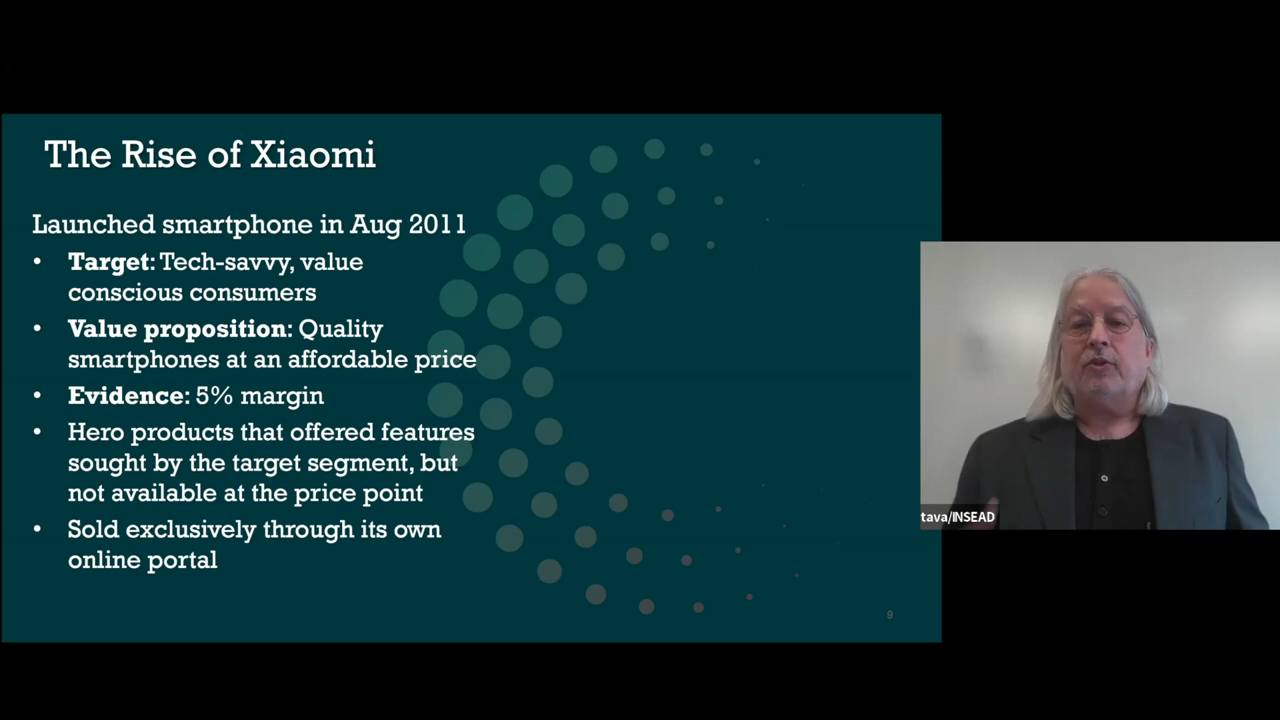 The Rise of Xiaomi
Launched smartphone in Aug 2011
• Target: Tech-savvy, value
conscious consumers
• Value proposition: Quality
smartphones at an affordable price
• Evidence: 5% margin
• Hero products that offered features
sought by the target segment, but
not available at the price point
• Sold exclusively through its own
online portal
9
tava/INSEAD